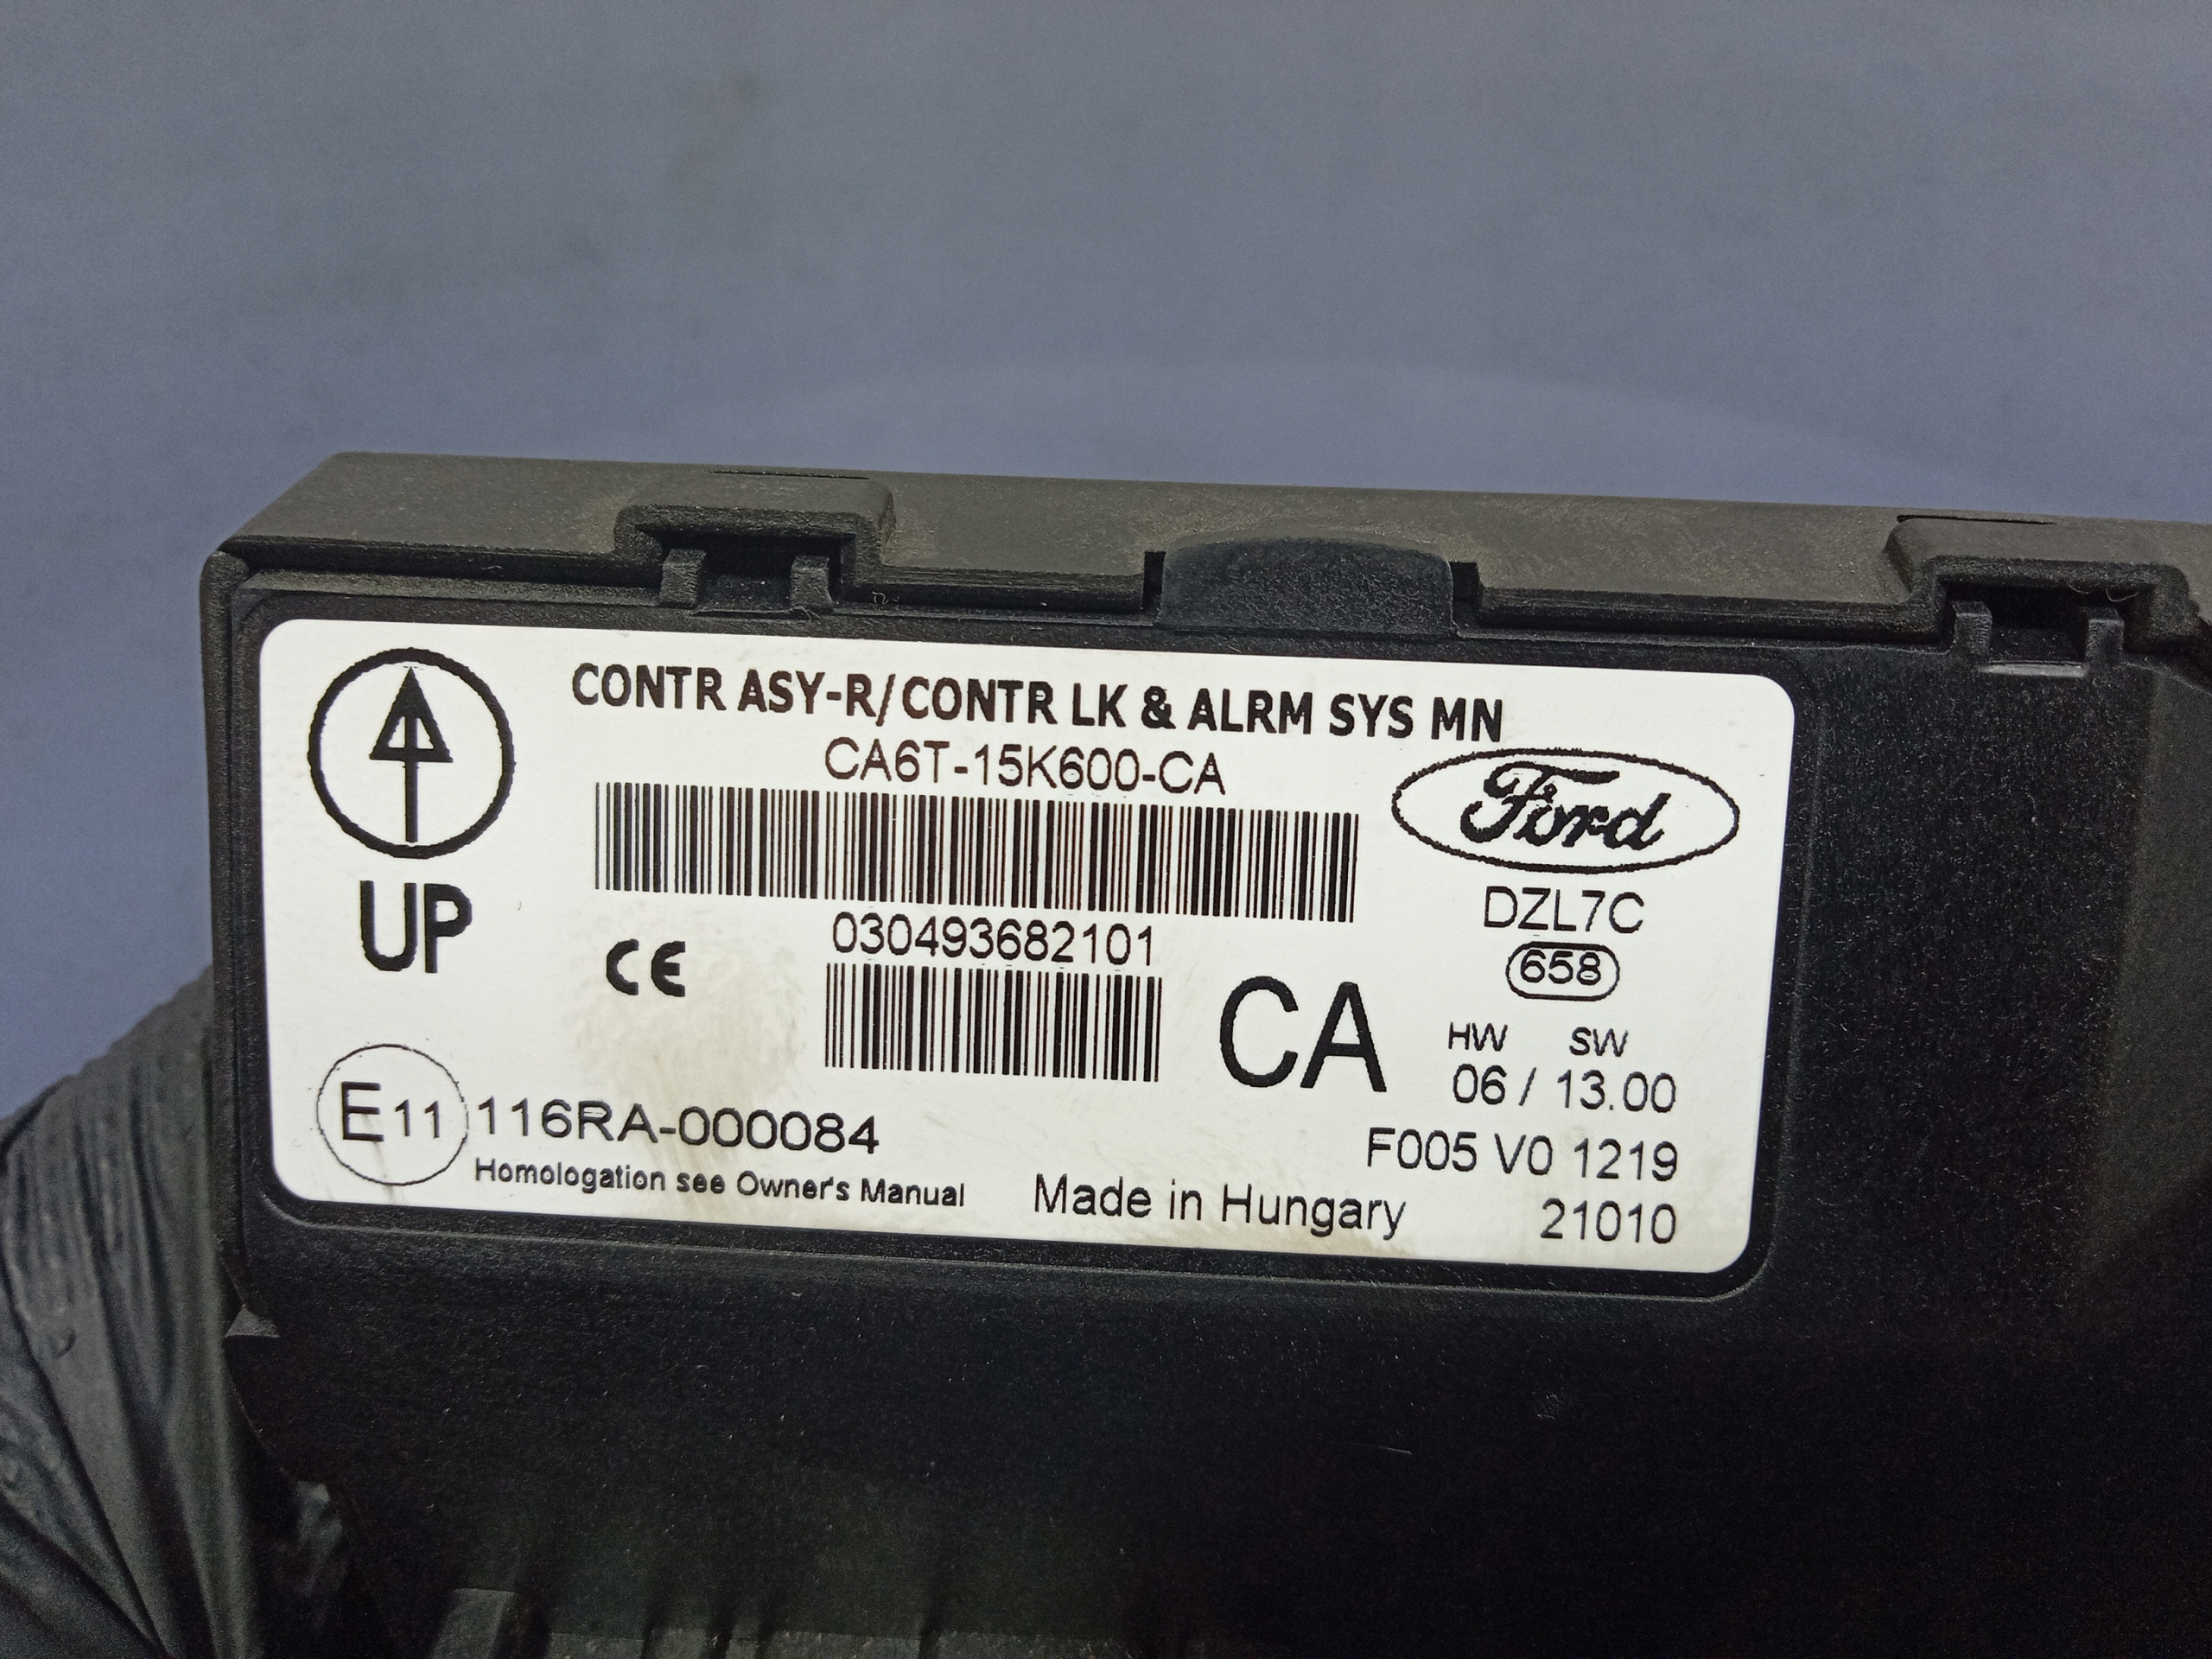 CONTR ASY-R/CONTR LK & ALRM SYS MN
CA6T-15K600-CA
Ford
UP
DZL7C
030493682101
CE
658
CA
HW SW
06 / 13.00
E11 116RA-000084
F005 V0 1219
Homologation see Owner's Manual
Made in Hungary
21010